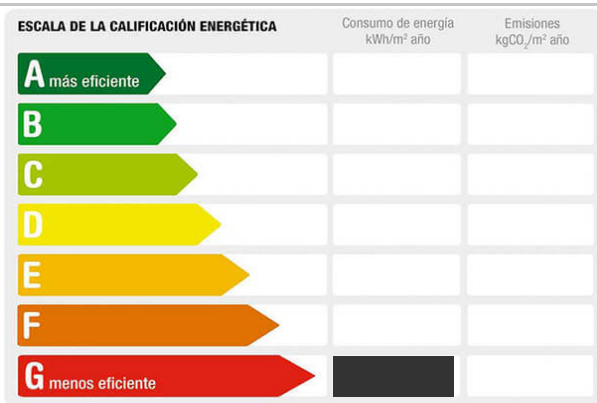 ESCALA DE LA CALIFICACIÓN ENERGÉTICA
Consumo de energía
kWh/m² año
Emisiones
kgCO₂/m² año
A más eficiente
B
C
D
E
F
G menos eficiente